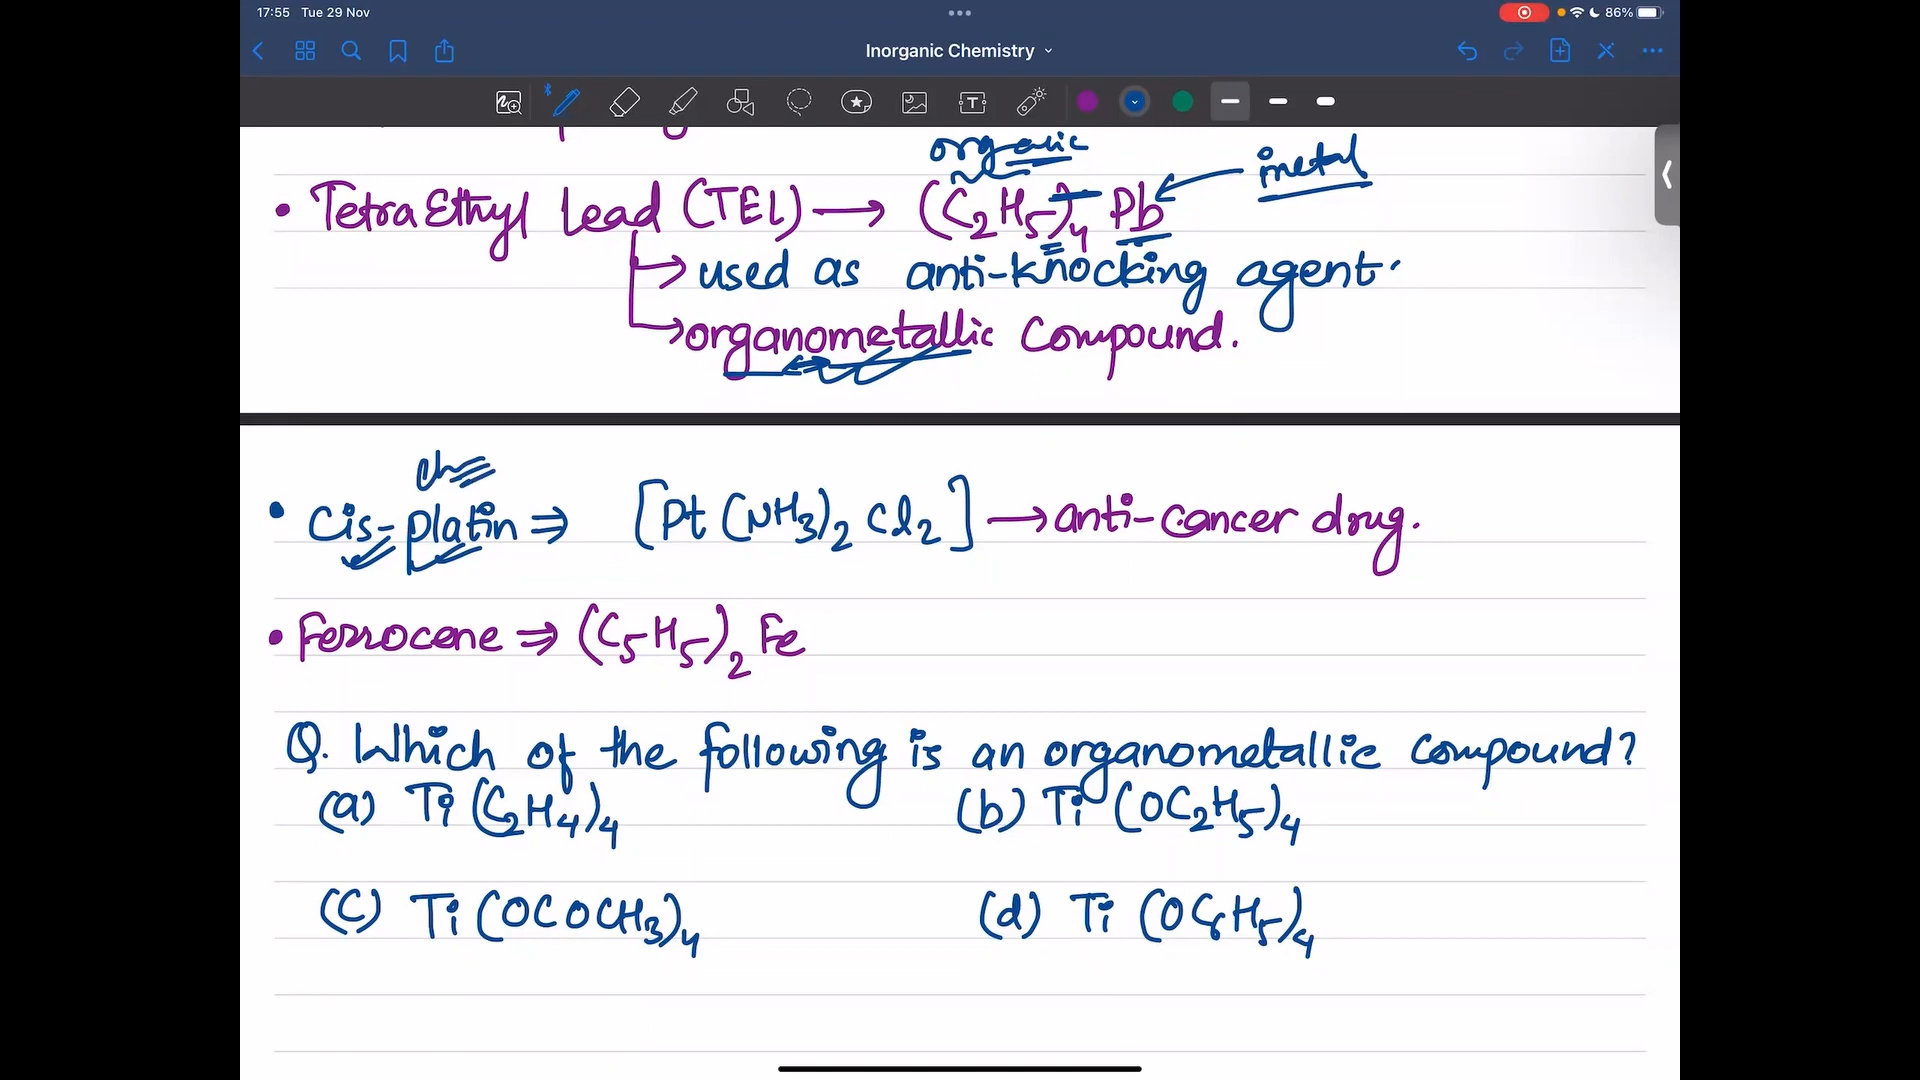 17:55 Tue 29 Nov
86%
Inorganic Chemistry
organic
metal
• TetraEthyl Lead (TEL) → (C₂H₅)₄ Pb
→ used as anti-knocking agent.
→ organometallic Compound.
• Cis-platin ⇒ [Pt (NH₃)₂ Cl₂] → anti-cancer drug.
• Ferrocene ⇒ (C₅H₅)₂ Fe
Q. Which of the following is an organometallic compound?
(a) Ti (C₂H₄)₄ (b) Ti (OC₂H₅)₄
(C) Ti (OCOCH₃)₄ (d) Ti (OC₆H₅)₄